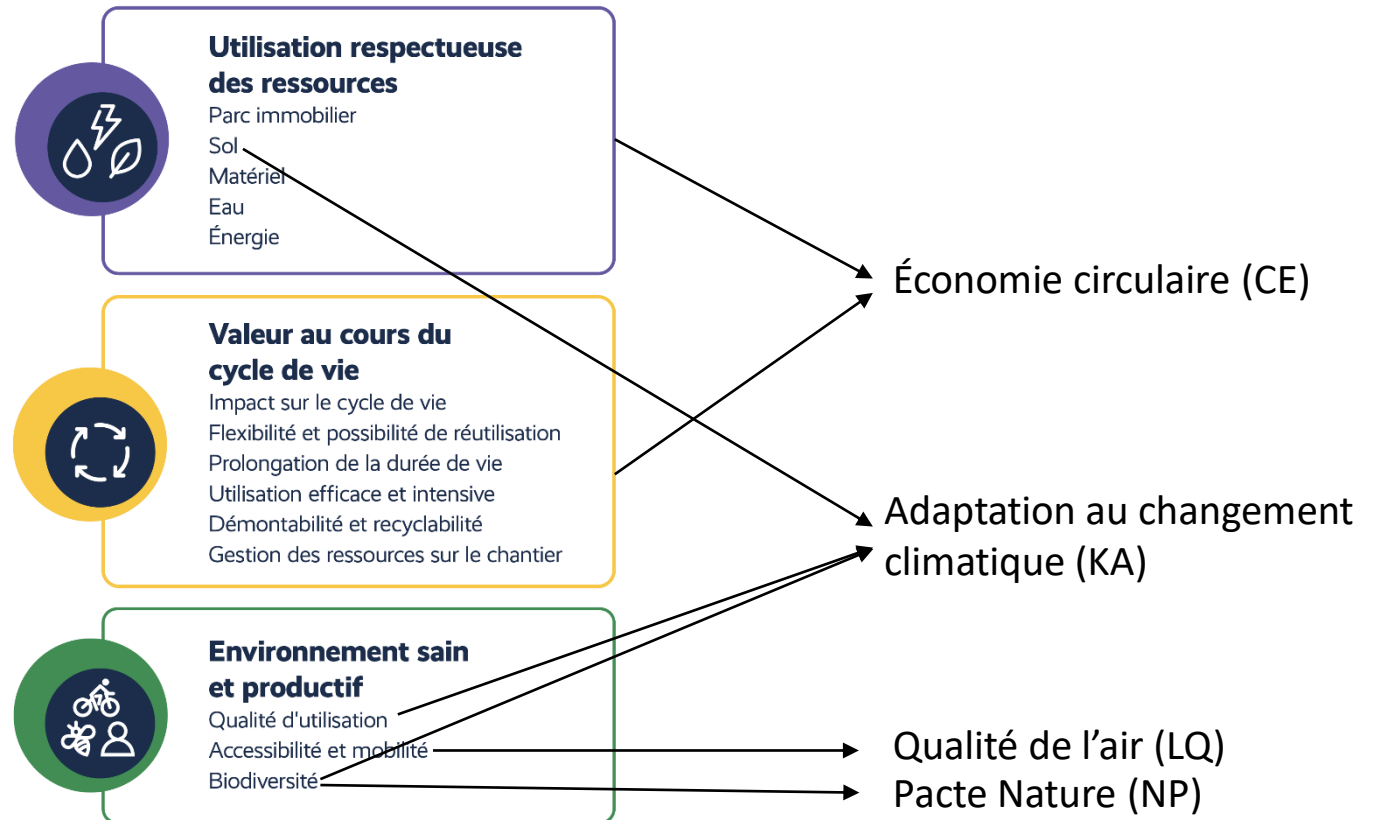 Utilisation respectueuse
des ressources
Parc immobilier
Sol
Matériel
Eau
Énergie
Valeur au cours du
cycle de vie
Impact sur le cycle de vie
Flexibilité et possibilité de réutilisation
Prolongation de la durée de vie
Utilisation efficace et intensive
Démontabilité et recyclabilité
Gestion des ressources sur le chantier
Environnement sain
et productif
Qualité d'utilisation
Accessibilité et mobilité
Biodiversité
Économie circulaire (CE)
Adaptation au changement
climatique (KA)
Qualité de l’air (LQ)
Pacte Nature (NP)